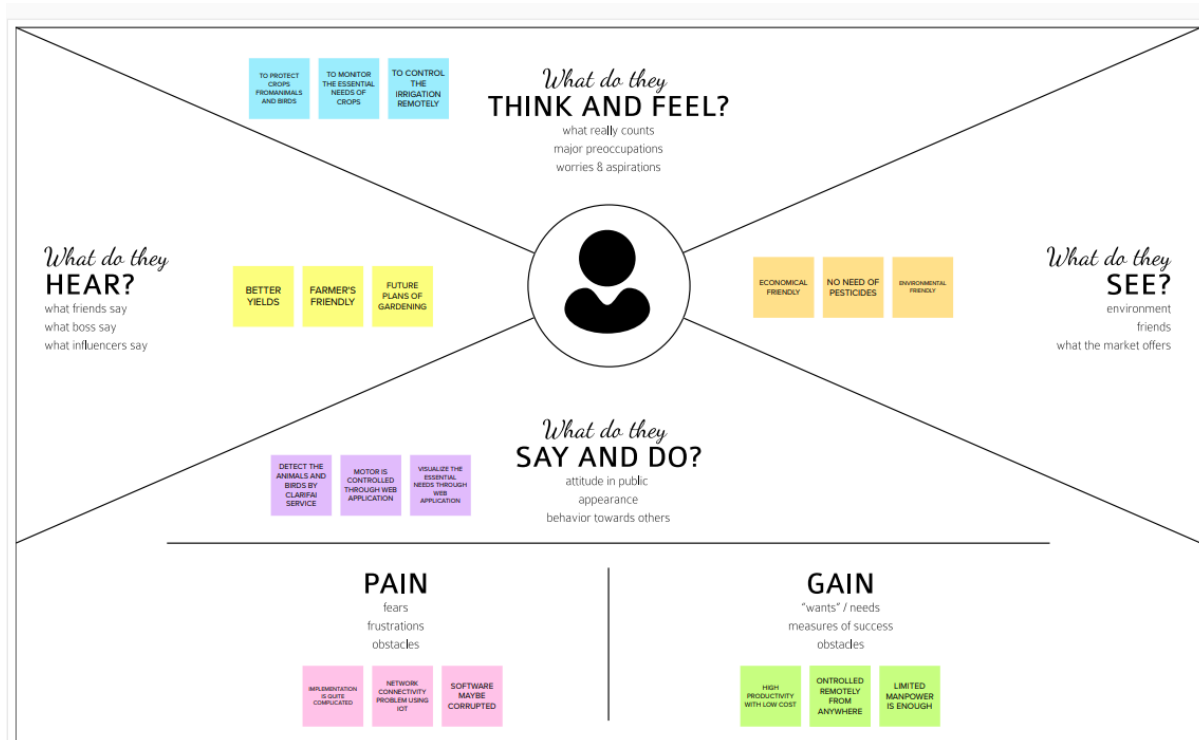 TO PROTECT
CROPS
FROMANIMALS
AND BIRDS
TO MONITOR
THE ESSENTIAL
NEEDS OF
CROPS
TO CONTROL
THE
IRRIGATION
REMOTELY
What do they
THINK AND FEEL?
what really counts
major preoccupations
worries & aspirations
What do they
HEAR?
what friends say
what boss say
what influencers say
BETTER
YIELDS
FARMER'S
FRIENDLY
FUTURE
PLANS OF
GARDENING
ECONOMICAL
FRIENDLY
NO NEED OF
PESTICIDES
ENVIRONMENTAL
FRIENDLY
What do they
SEE?
environment
friends
what the market offers
What do they
SAY AND DO?
attitude in public
appearance
behavior towards others
DETECT THE
ANIMALS AND
BIRDS BY
CLARIFAI
SERVICE
MOTOR IS
CONTROLLED
THROUGH WEB
APPLICATION
VISUALIZE THE
ESSENTIAL
NEEDS THROUGH
WEB
APPLICATION
PAIN
fears
frustrations
obstacles
IMPLEMENTATION
IS QUITE
COMPLICATED
NETWORK
CONNECTIVITY
PROBLEM USING
IOT
SOFTWARE
MAYBE
CORRUPTED
GAIN
"wants" / needs
measures of success
obstacles
HIGH
PRODUCTIVITY
WITH LOW COST
ONTROLLED
REMOTELY
FROM
ANYWHERE
LIMITED
MANPOWER
IS ENOUGH